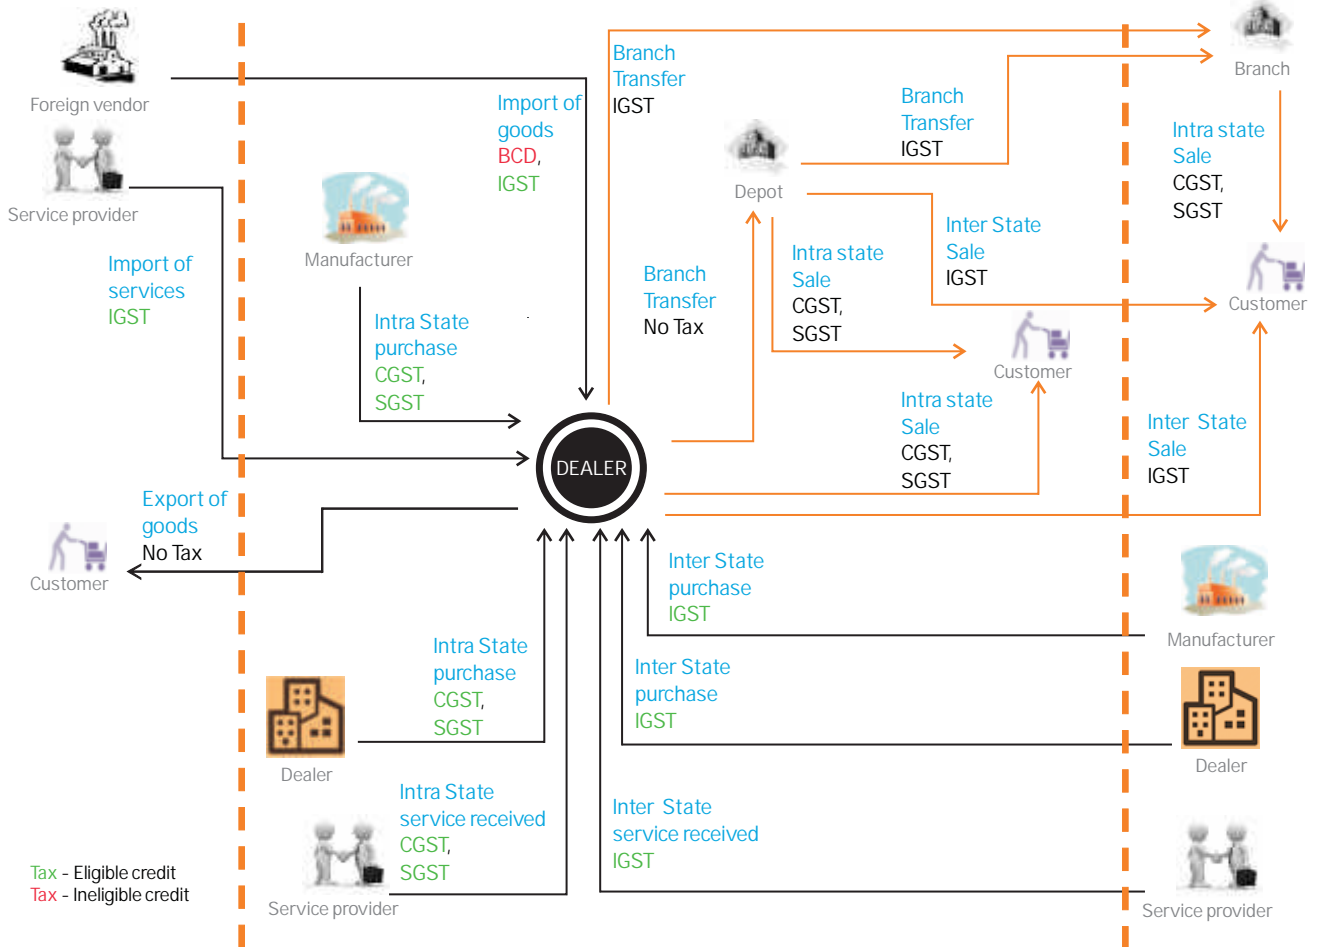 Foreign vendor
Service provider
Import of
services
IGST
Manufacturer
Intra State
purchase
CGST,
SGST
Import of
goods
BCD,
IGST
Branch
Transfer
IGST
Branch
Transfer
IGST
Branch
Intra state
Sale
CGST,
SGST
Depot
Branch
Transfer
No Tax
Intra state
Sale
CGST,
SGST
Inter State
Sale
IGST
Customer
Customer
Intra state
Sale
CGST,
SGST
Inter State
Sale
IGST
DEALER
Export of
goods
No Tax
Customer
Inter State
purchase
IGST
Manufacturer
Intra State
purchase
CGST,
SGST
Dealer
Inter State
purchase
IGST
Dealer
Intra State
service received
CGST,
SGST
Service provider
Inter State
service received
IGST
Service provider
Tax - Eligible credit
Tax - Ineligible credit